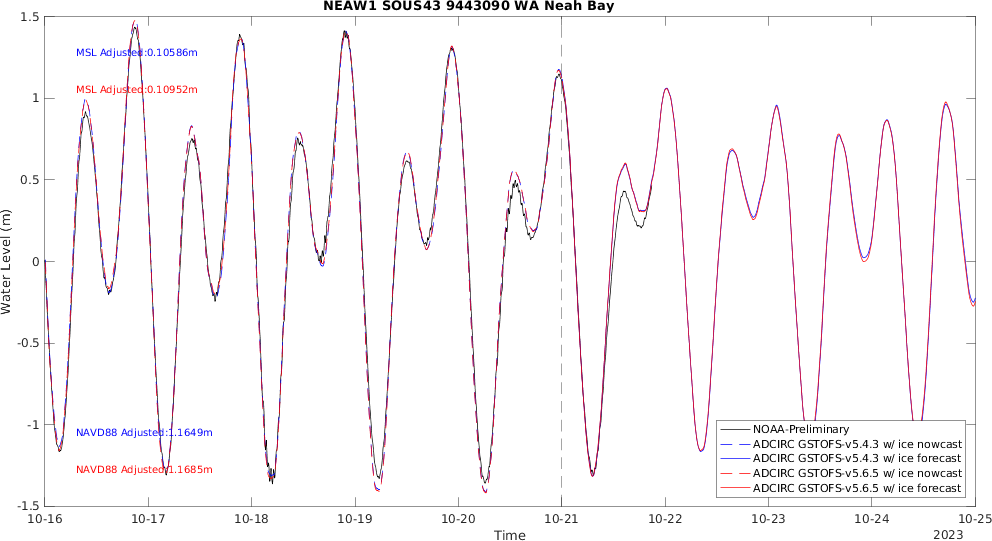 NEAW1 SOUS43 9443090 WA Neah Bay
1.5
1
0.5
0
-0.5
-1
-1.5
Water Level (m)
MSL Adjusted:0.10586m
MSL Adjusted:0.10952m
NAVD88 Adjusted:1.1649m
NAVD88 Adjusted:1.1685m
NOAA-Preliminary
ADCIRC GSTOFS-v5.4.3 w/ ice nowcast
ADCIRC GSTOFS-v5.4.3 w/ ice forecast
ADCIRC GSTOFS-v5.6.5 w/ ice nowcast
ADCIRC GSTOFS-v5.6.5 w/ ice forecast
10-16 10-17 10-18 10-19 10-20 10-21 10-22 10-23 10-24 10-25
Time
2023